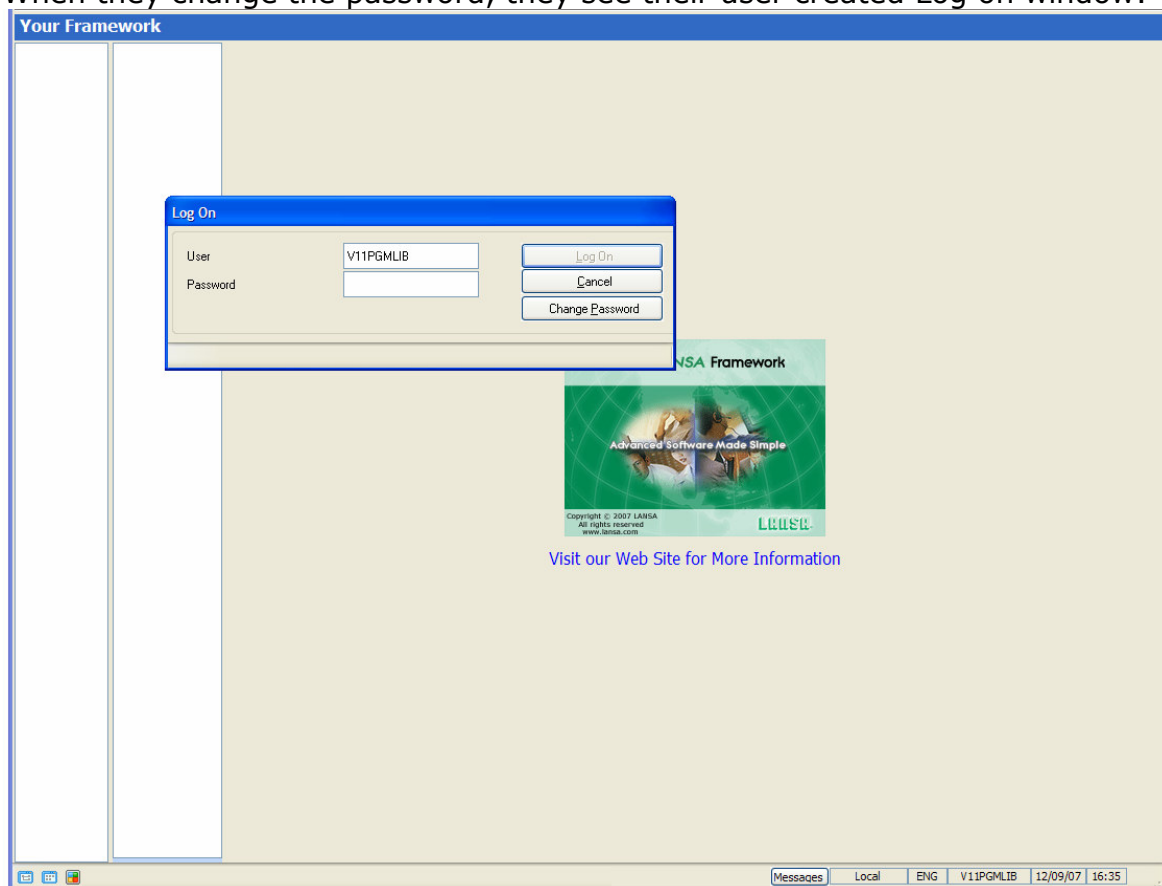 When they change the password, they see their user created Log on window.
Your Framework
Log On
User
V11PGMLIB
Log On
Password
Cancel
Change Password
LANSA Framework
Advanced Software Made Simple
Copyright © 2007 LANSA
All rights reserved
www.lansa.com
LANSA
Visit our Web Site for More Information
Messages Local ENG V11PGMLIB 12/09/07 16:35